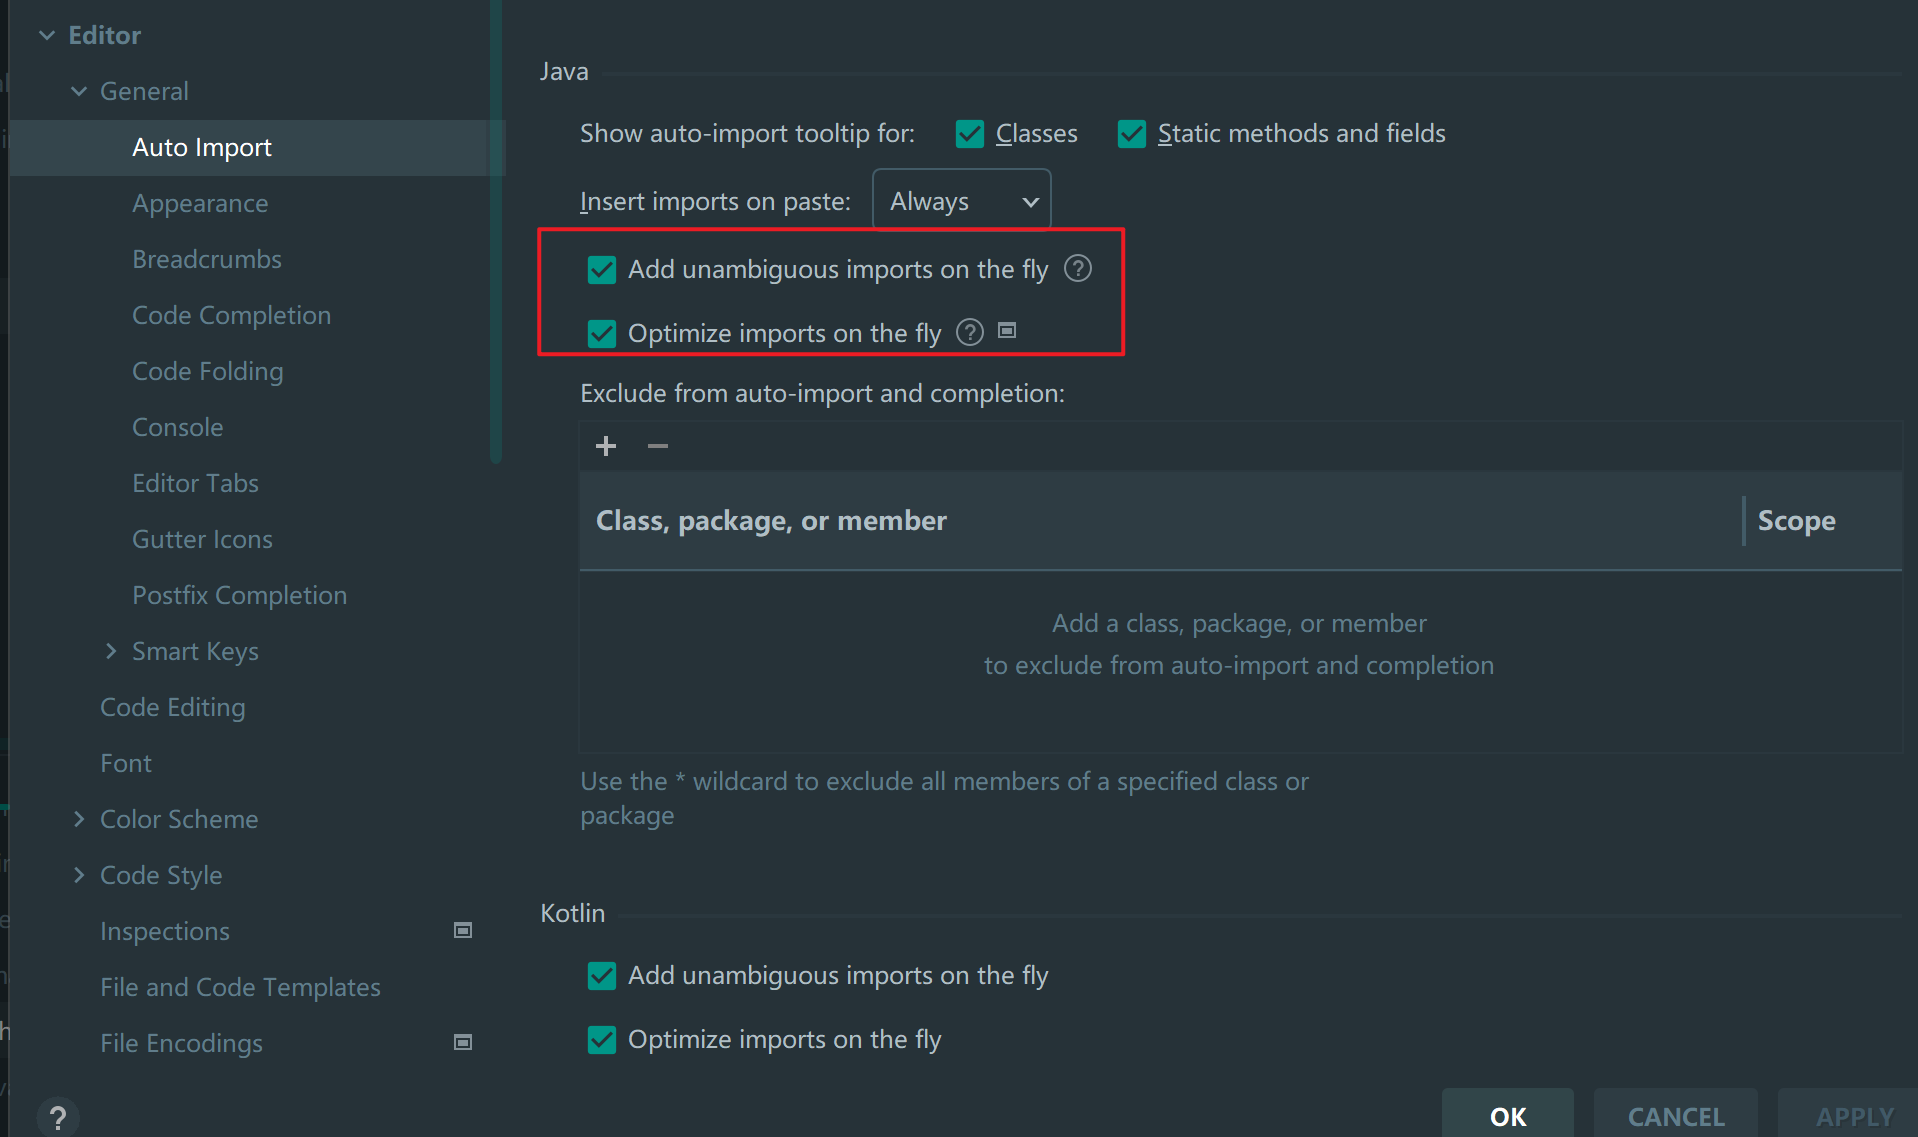 Editor
General
Auto Import
Appearance
Breadcrumbs
Code Completion
Code Folding
Console
Editor Tabs
Gutter Icons
Postfix Completion
Smart Keys
Code Editing
Font
Color Scheme
Code Style
Inspections
File and Code Templates
File Encodings
?
Java
Show auto-import tooltip for: Classes Static methods and fields
Insert imports on paste: Always
Add unambiguous imports on the fly ?
Optimize imports on the fly ?
Exclude from auto-import and completion:
Class, package, or member Scope
Add a class, package, or member
to exclude from auto-import and completion
Use the * wildcard to exclude all members of a specified class or
package
Kotlin
Add unambiguous imports on the fly
Optimize imports on the fly
OK CANCEL APPLY